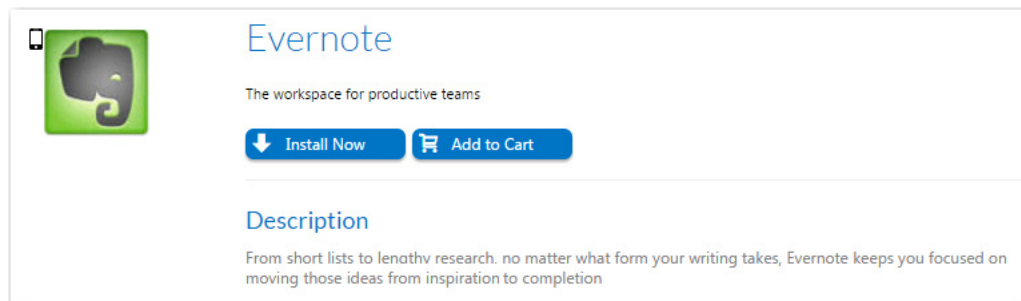 Evernote
The workspace for productive teams
Install Now
Add to Cart
Description
From short lists to lengthy research, no matter what form your writing takes, Evernote keeps you focused on
moving those ideas from inspiration to completion